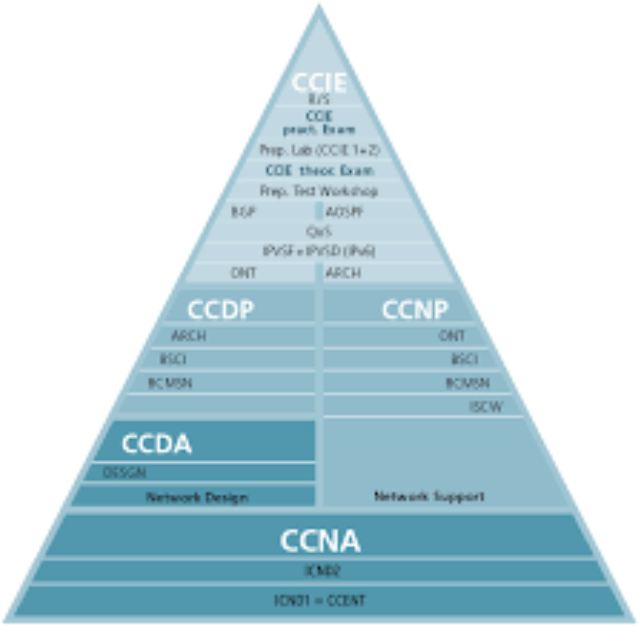 CCIE
R/S
CCIE
pract. Exam
Prep. Lab (CCIE 1+2)
CCIE theor. Exam
Prep. Test Workshop
BGP AOSPF
QoS
IPVSF+IPVSD (IPv6)
ONT ARCH
CCDP
ARCH
BSCI
BCMSN
CCNP
ONT
BSCI
BCMSN
ISCW
CCDA
DESGN
Network Design
Network Support
CCNA
ICND2
ICND1 = CCENT